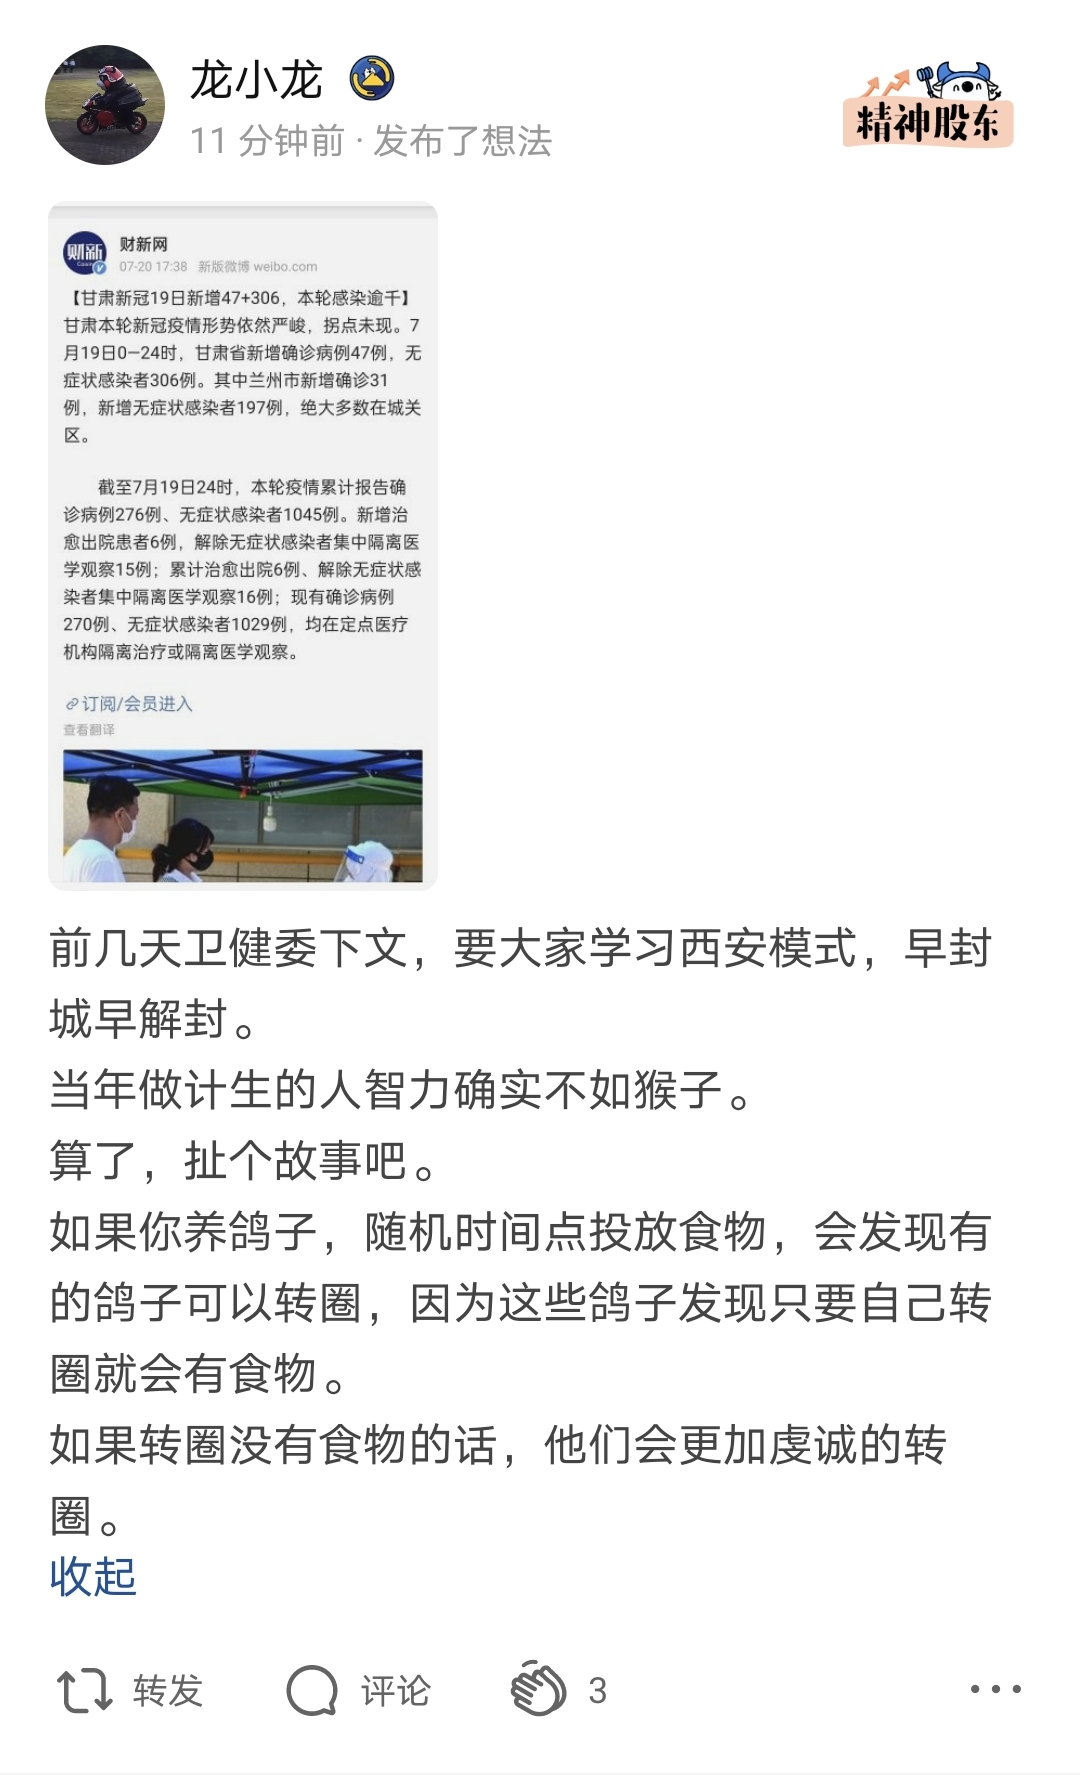 龙小龙
11 分钟前 · 发布了想法
精神股东
财新
Caixin
财新网
07-20 17:38 新版微博 weibo.com
【甘肃新冠19日新增47+306，本轮感染逾千】
甘肃本轮新冠疫情形势依然严峻，拐点未现。7
月19日0—24时，甘肃省新增确诊病例47例，无
症状感染者306例。其中兰州市新增确诊31
例，新增无症状感染者197例，绝大多数在城关
区。
截至7月19日24时，本轮疫情累计报告确
诊病例276例、无症状感染者1045例。新增治
愈出院患者6例，解除无症状感染者集中隔离医
学观察15例；累计治愈出院6例、解除无症状感
染者集中隔离医学观察16例；现有确诊病例
270例、无症状感染者1029例，均在定点医疗
机构隔离治疗或隔离医学观察。
订阅/会员进入
查看翻译
前几天卫健委下文，要大家学习西安模式，早封
城早解封。
当年做计生的人智力确实不如猴子。
算了，扯个故事吧。
如果你养鸽子，随机时间点投放食物，会发现有
的鸽子可以转圈，因为这些鸽子发现只要自己转
圈就会有食物。
如果转圈没有食物的话，他们会更加虔诚的转
圈。
收起
转发 评论 3